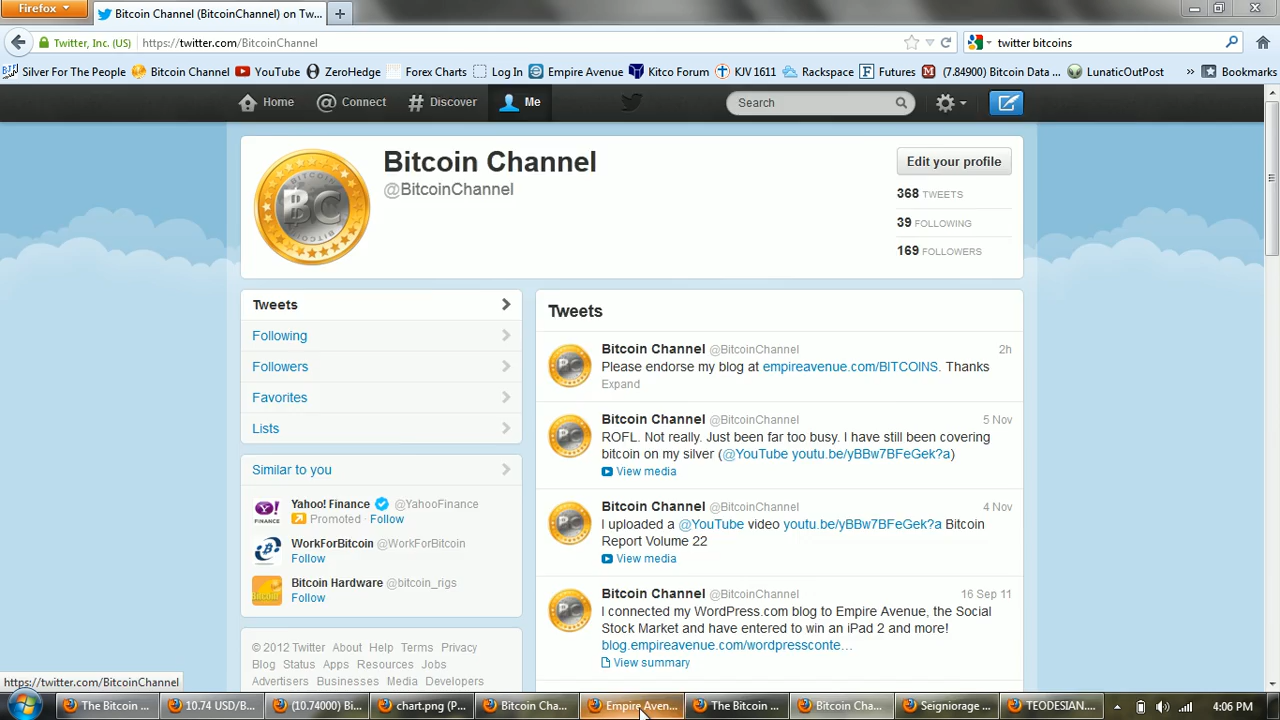 Firefox
Bitcoin Channel (BitcoinChannel) on Tw...
Twitter, Inc. (US)
https://twitter.com/BitcoinChannel
twitter bitcoins
Silver For The People
Bitcoin Channel
YouTube
ZeroHedge
Forex Charts
Log In
Empire Avenue
Kitco Forum
KJV 1611
Rackspace
Futures
(7.84900) Bitcoin Data ...
LunaticOutPost
»
Bookmarks
Home
Connect
Discover
Me
Search
Bitcoin Channel
@BitcoinChannel
Edit your profile
368 TWEETS
39 FOLLOWING
169 FOLLOWERS
BITCOIN
BC
BITCOIN
Tweets
Following
Followers
Favorites
Lists
Similar to you
Yahoo! Finance @YahooFinance
Promoted · Follow
Y!
FINANCE
WorkForBitcoin @WorkForBitcoin
Follow
Bitcoin Hardware @bitcoin_rigs
Follow
© 2012 Twitter About Help Terms Privacy
Blog Status Apps Resources Jobs
Advertisers Businesses Media Developers
Tweets
Bitcoin Channel @BitcoinChannel 2h
Please endorse my blog at empireavenue.com/BITCOINS. Thanks
Expand
Bitcoin Channel @BitcoinChannel 5 Nov
ROFL. Not really. Just been far too busy. I have still been covering
bitcoin on my silver (@YouTube youtu.be/yBBw7BFeGek?a)
View media
Bitcoin Channel @BitcoinChannel 4 Nov
I uploaded a @YouTube video youtu.be/yBBw7BFeGek?a Bitcoin
Report Volume 22
View media
Bitcoin Channel @BitcoinChannel 16 Sep 11
I connected my WordPress.com blog to Empire Avenue, the Social
Stock Market and have entered to win an iPad 2 and more!
blog.empireavenue.com/wordpressconte…
View summary
https://twitter.com/BitcoinChannel
The Bitcoin ...
10.74 USD/B...
(10.74000) Bi...
chart.png (P...
Bitcoin Cha...
Empire Aven...
The Bitcoin ...
Bitcoin Cha...
Seigniorage ...
TEODESIAN...
4:06 PM